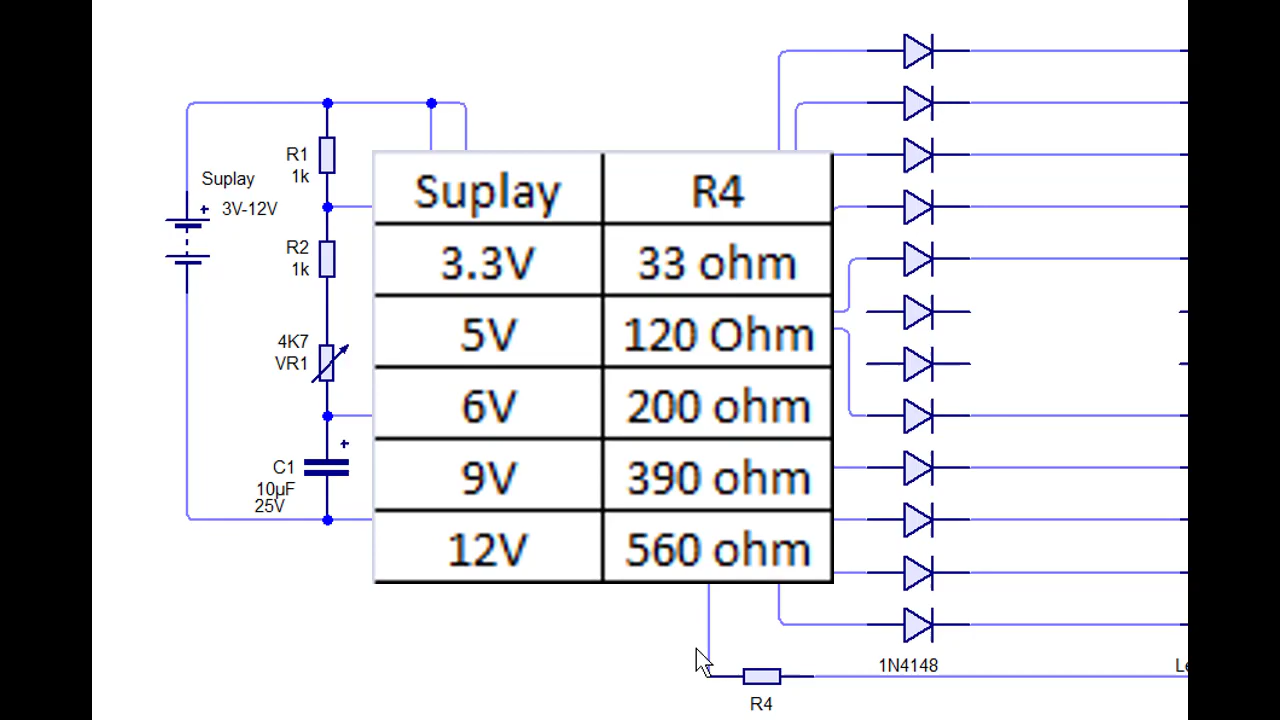 R1
1k
Suplay
3V-12V
R2
1k
4K7
VR1
C1
10µF
25V
Suplay R4
3.3V 33 ohm
5V 120 Ohm
6V 200 ohm
9V 390 ohm
12V 560 ohm
1N4148
R4